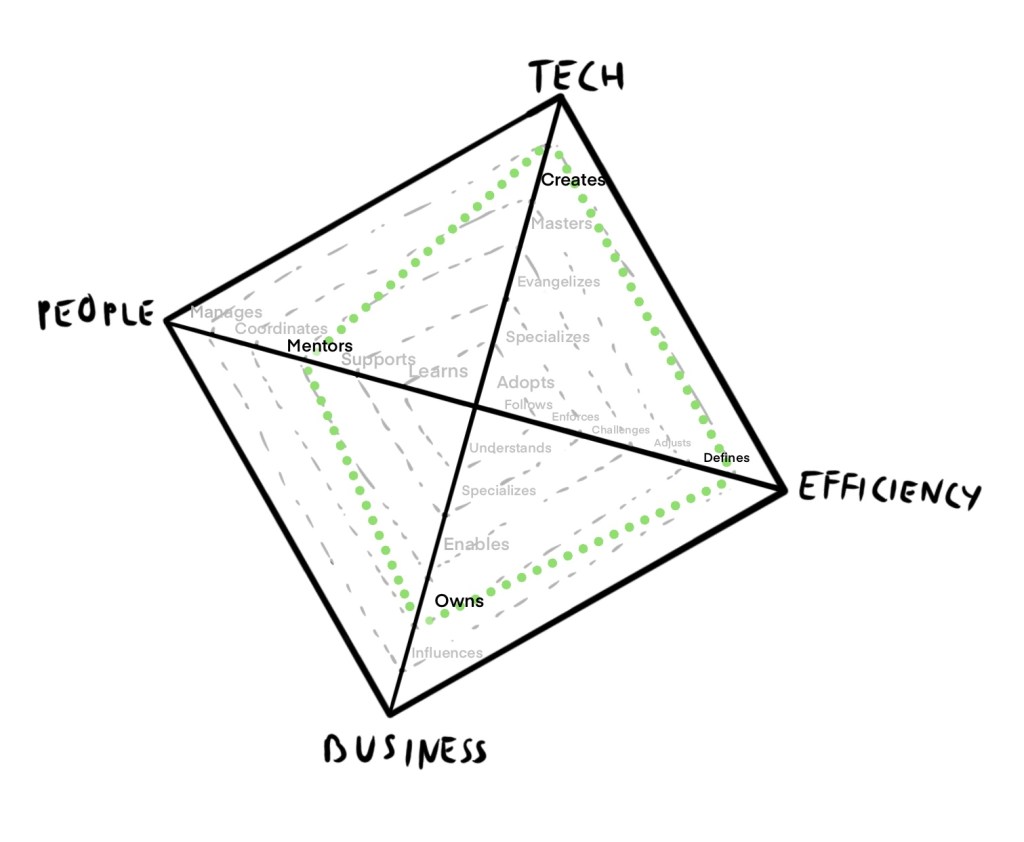 TECH
Creates
Masters
Evangelizes
PEOPLE
Manages
Coordinates
Mentors
Supports
Learns
Specializes
Adopts
Follows
Enforces
Challenges
Adjusts
Defines
EFFICIENCY
Understands
Specializes
Enables
Owns
Influences
BUSINESS